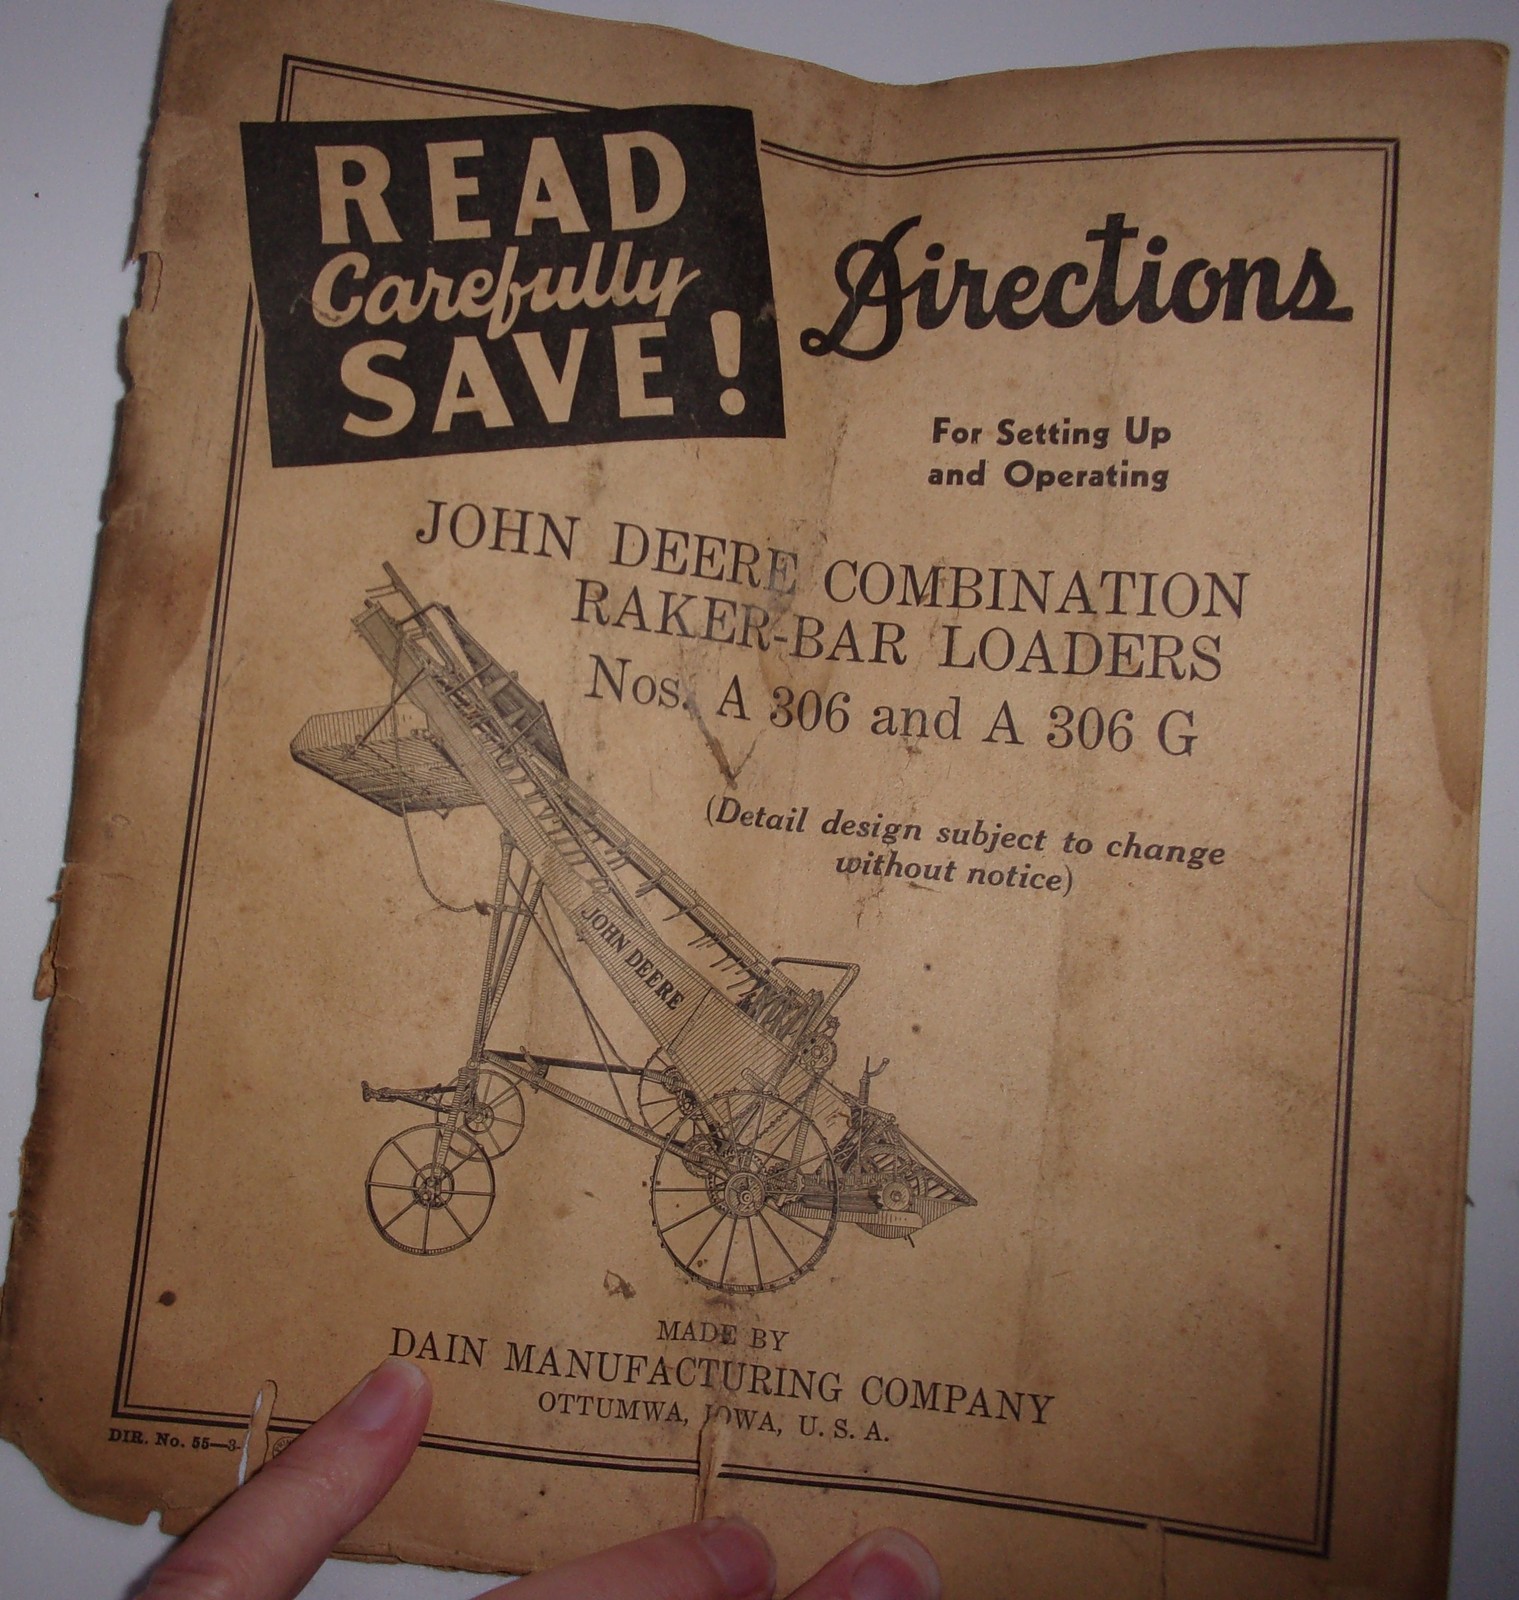 READ
Carefully
SAVE!
Directions
For Setting Up
and Operating
JOHN DEERE COMBINATION
RAKER-BAR LOADERS
Nos. A 306 and A 306 G
(Detail design subject to change
without notice)
JOHN DEERE
MADE BY
DAIN MANUFACTURING COMPANY
OTTUMWA, IOWA, U. S. A.
DIR. No. 55—3-